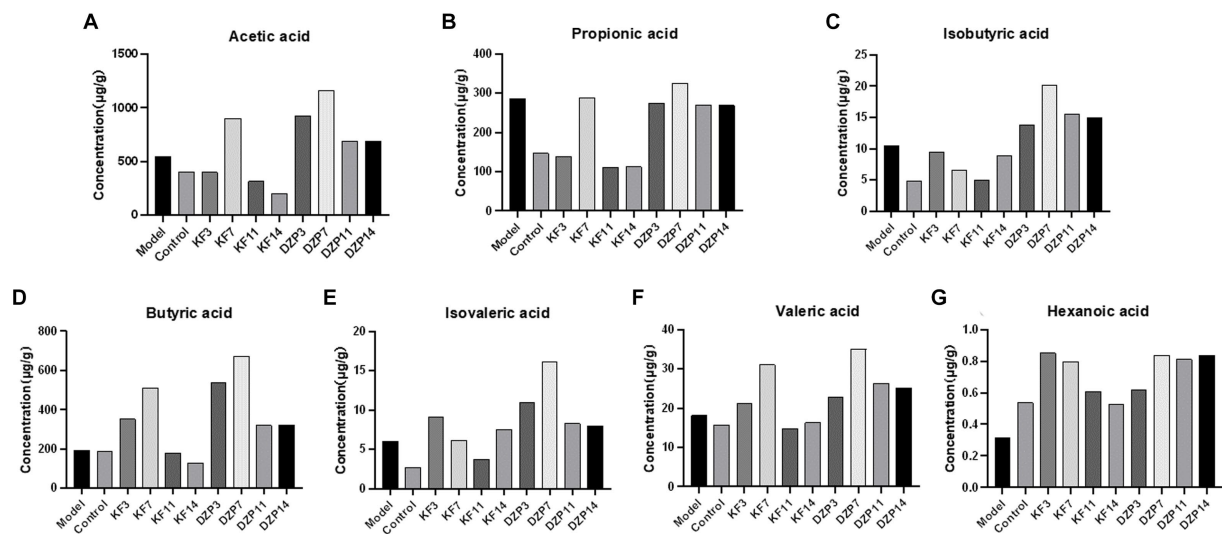 A
Acetic acid
Concentration(μg/g)
1500
1000
500
0
Model
Control
KF3
KF7
KF11
KF14
DZP3
DZP7
DZP11
DZP14
B
Propionic acid
Concentration(μg/g)
400
300
200
100
0
Model
Control
KF3
KF7
KF11
KF14
DZP3
DZP7
DZP11
DZP14
C
Isobutyric acid
Concentration(μg/g)
25
20
15
10
5
0
Model
Control
KF3
KF7
KF11
KF14
DZP3
DZP7
DZP11
DZP14
D
Butyric acid
Concentration(μg/g)
800
600
400
200
0
Model
Control
KF3
KF7
KF11
KF14
DZP3
DZP7
DZP11
DZP14
E
Isovaleric acid
Concentration(μg/g)
20
15
10
5
0
Model
Control
KF3
KF7
KF11
KF14
DZP3
DZP7
DZP11
DZP14
F
Valeric acid
Concentration(μg/g)
40
30
20
10
0
Model
Control
KF3
KF7
KF11
KF14
DZP3
DZP7
DZP11
DZP14
G
Hexanoic acid
Concentration(μg/g)
1.0
0.8
0.6
0.4
0.2
0.0
Model
Control
KF3
KF7
KF11
KF14
DZP3
DZP7
DZP11
DZP14